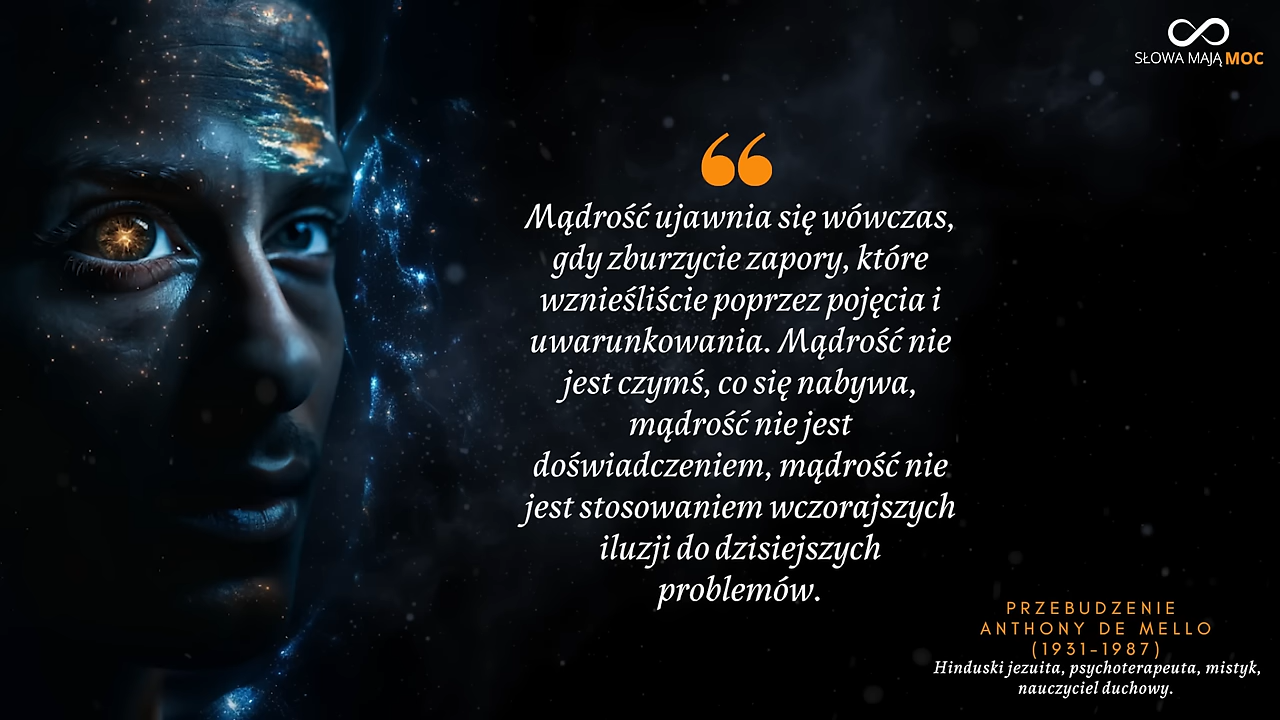 SŁOWA MAJĄ MOC
“
Mądrość ujawnia się wówczas,
gdy zburzycie zapory, które
wznieśliście poprzez pojęcia i
uwarunkowania. Mądrość nie
jest czymś, co się nabywa,
mądrość nie jest
doświadczeniem, mądrość nie
jest stosowaniem wczorajszych
iluzji do dzisiejszych
problemów.
PRZEBUDZENIE
ANTHONY DE MELLO
(1931-1987)
Hinduski jezuita, psychoterapeuta, mistyk,
nauczyciel duchowy.